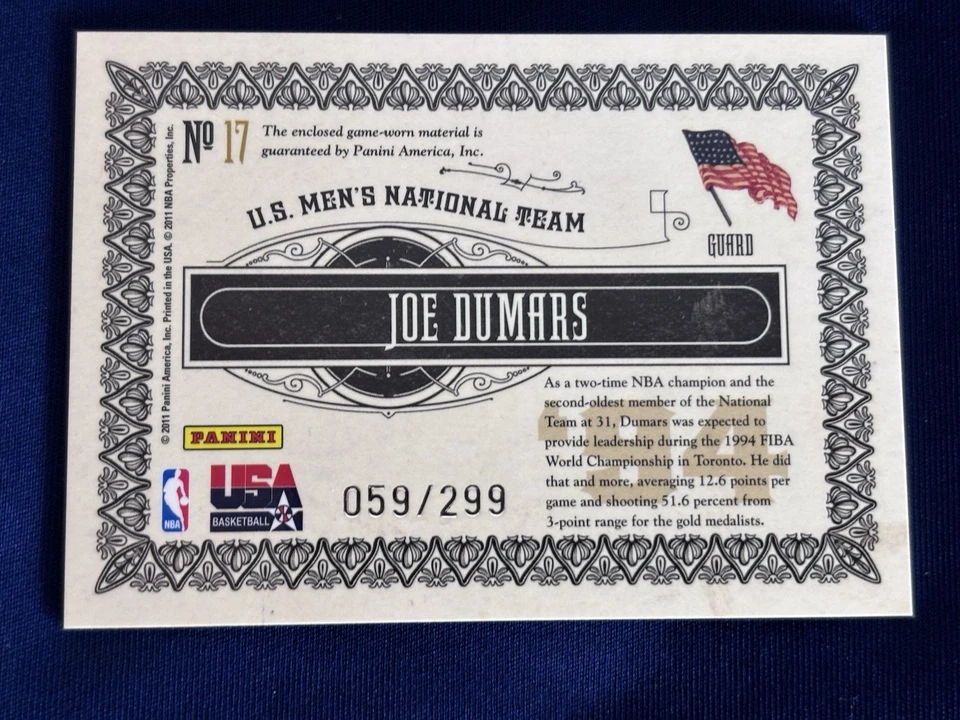 No 17
The enclosed game-worn material is
guaranteed by Panini America, Inc.
U.S. MEN'S NATIONAL TEAM
GUARD
JOE DUMARS
As a two-time NBA champion and the
second-oldest member of the National
Team at 31, Dumars was expected to
provide leadership during the 1994 FIBA
World Championship in Toronto. He did
that and more, averaging 12.6 points per
game and shooting 51.6 percent from
3-point range for the gold medalists.
'94
PANINI
NBA
USA
BASKETBALL
059/299
© 2011 Panini America, Inc. Printed in the USA. © 2011 NBA Properties, Inc.